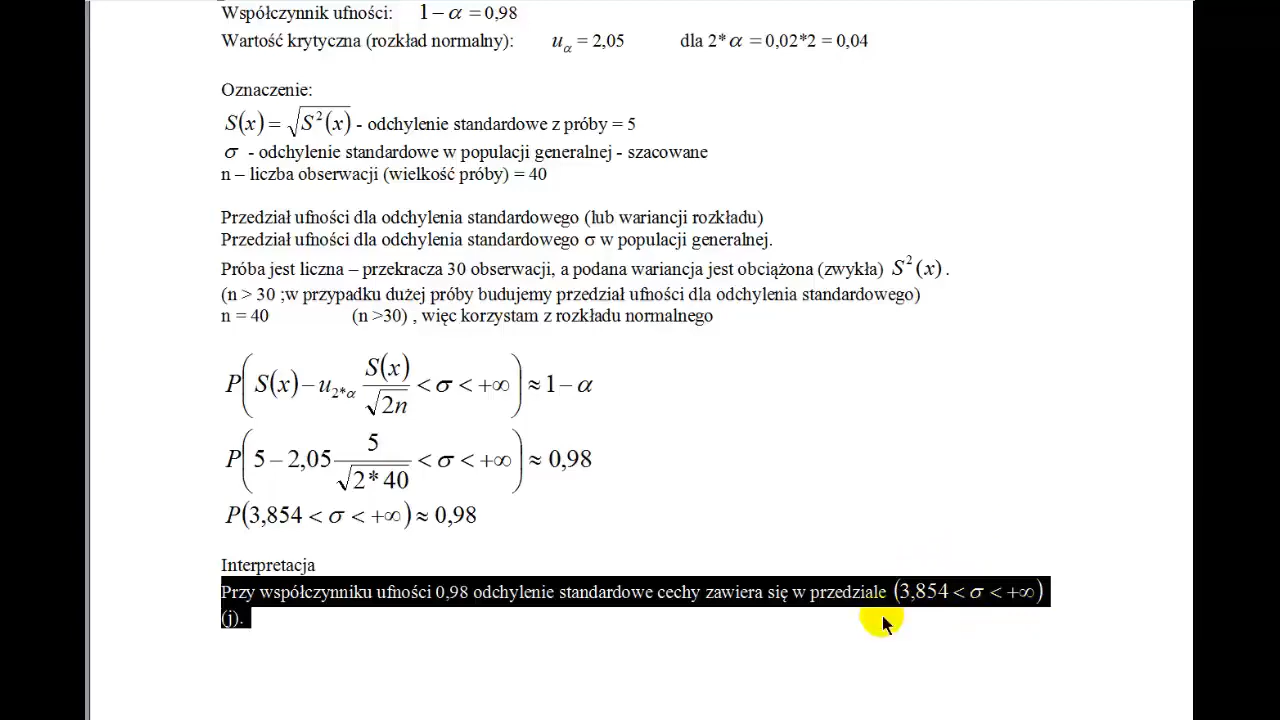 Współczynnik ufności: 1 − α = 0,98
Wartość krytyczna (rozkład normalny): uα = 2,05 dla 2* α = 0,02*2 = 0,04
Oznaczenie:
S(x) = √S²(x) - odchylenie standardowe z próby = 5
σ - odchylenie standardowe w populacji generalnej - szacowane
n – liczba obserwacji (wielkość próby) = 40
Przedział ufności dla odchylenia standardowego (lub wariancji rozkładu)
Przedział ufności dla odchylenia standardowego σ w populacji generalnej.
Próba jest liczna – przekracza 30 obserwacji, a podana wariancja jest obciążona (zwykła) S²(x).
(n > 30 ;w przypadku dużej próby budujemy przedział ufności dla odchylenia standardowego)
n = 40 (n >30) , więc korzystam z rozkładu normalnego
P(S(x) − u2*α S(x)/√2n < σ < +∞) ≈ 1 − α
P(5 − 2,05 5/√2*40 < σ < +∞) ≈ 0,98
P(3,854 < σ < +∞) ≈ 0,98
Interpretacja
Przy współczynniku ufności 0,98 odchylenie standardowe cechy zawiera się w przedziale (3,854 < σ < +∞)
(j).